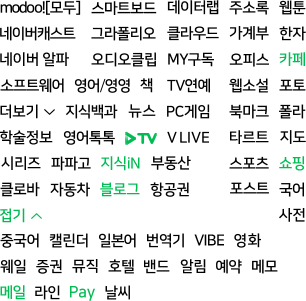 modoo![모두] 스마트보드 데이터랩 주소록 웹툰
네이버캐스트 그라폴리오 클라우드 가계부 한자
네이버 알파 오디오클립 MY구독 오피스 카페
소프트웨어 영어/영영 책 TV연예 웹소설 포토
더보기 지식백과 뉴스 PC게임 북마크 폴라
학술정보 영어톡톡 TV V LIVE 타르트 지도
시리즈 파파고 지식iN 부동산 스포츠 쇼핑
클로바 자동차 블로그 항공권 포스트 국어
접기 사전
중국어 캘린더 일본어 번역기 VIBE 영화
웨일 증권 뮤직 호텔 밴드 알림 예약 메모
메일 라인 Pay 날씨